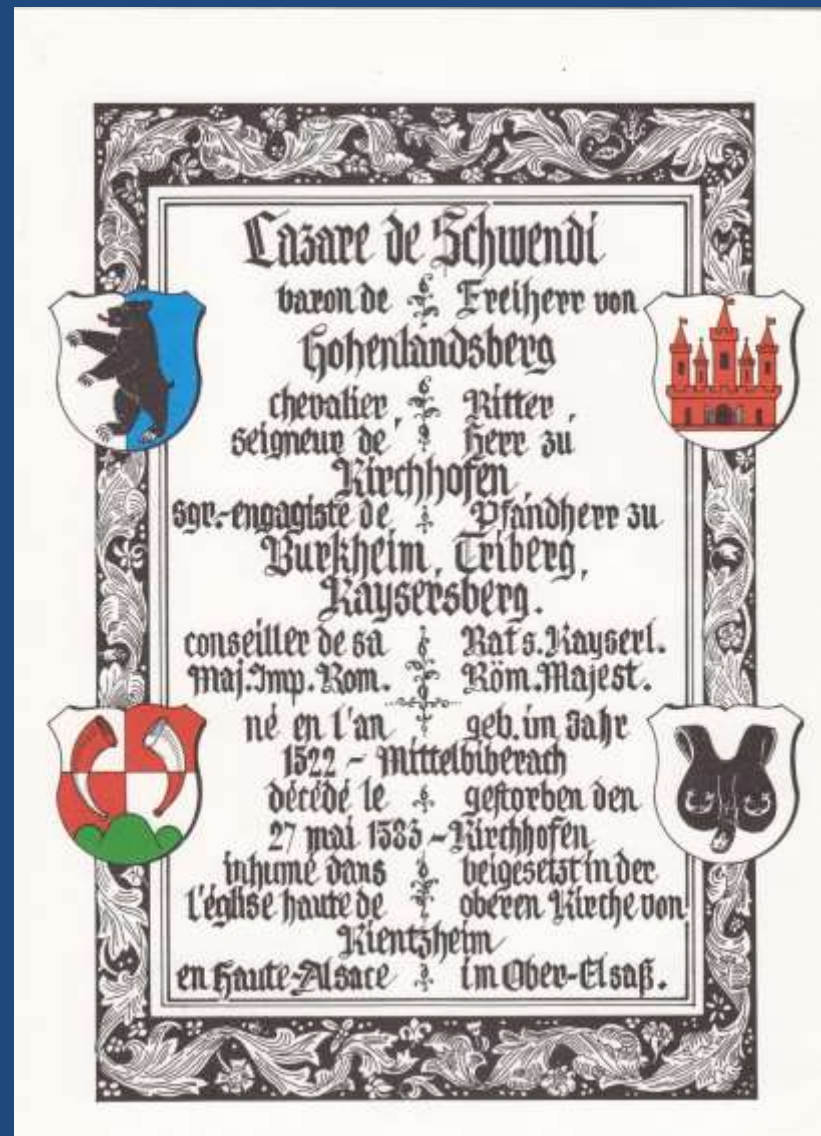 Lazare de Schwendi
baron de Freiherr von
Hohenlandsberg
chevalier, Ritter,
seigneur de Herr zu
Kirchhofen
sgr.-engagiste de Pfandherr zu
Burkheim, Triberg,
Kaysersberg.
conseiller de sa Rat s. Kayserl.
Maj. Imp. Rom. Röm. Majest.
né en l'an geb. im Jahr
1522 - Mittelbiberach
décédé le gestorben den
27 mai 1583 - Kirchhofen
inhumé dans beigesetzt in der
l'église haute de oberen Kirche von
Kientzheim
en Haute-Alsace im Ober-Elsaß.